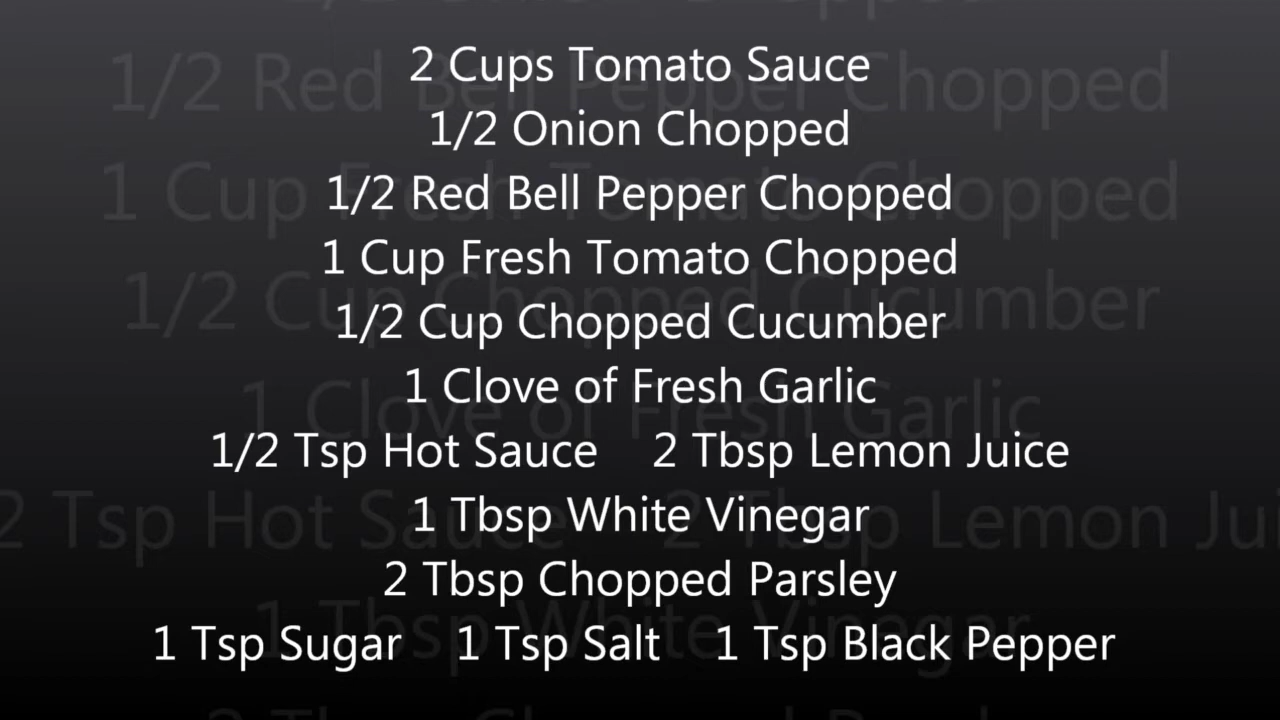 2 Cups Tomato Sauce
1/2 Onion Chopped
1/2 Red Bell Pepper Chopped
1 Cup Fresh Tomato Chopped
1/2 Cup Chopped Cucumber
1 Clove of Fresh Garlic
1/2 Tsp Hot Sauce 2 Tbsp Lemon Juice
1 Tbsp White Vinegar
2 Tbsp Chopped Parsley
1 Tsp Sugar 1 Tsp Salt 1 Tsp Black Pepper